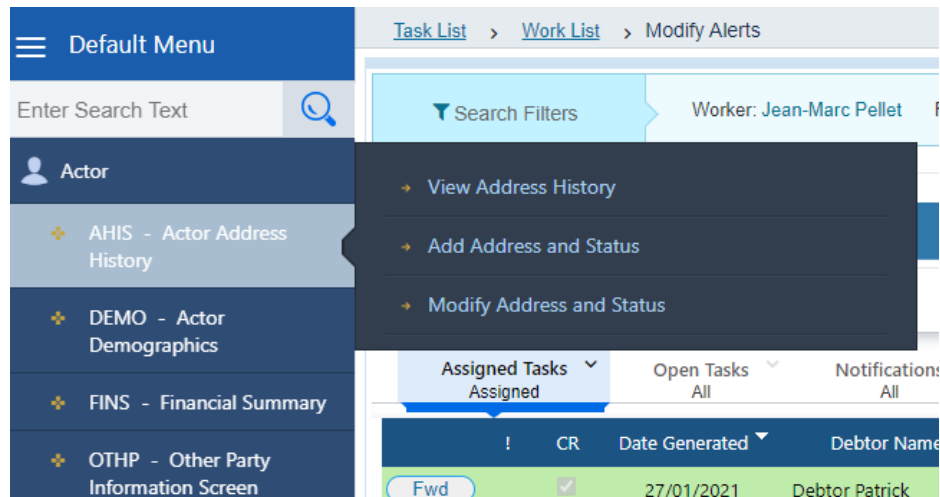 Default Menu
Task List > Work List > Modify Alerts
Enter Search Text
Search Filters
Worker: Jean-Marc Pellet
Actor
AHIS - Actor Address
History
View Address History
Add Address and Status
Modify Address and Status
DEMO - Actor
Demographics
FINS - Financial Summary
OTHP - Other Party
Information Screen
Assigned Tasks
Assigned
Open Tasks
All
Notifications
All
! CR Date Generated Debtor Name
Fwd 27/01/2021 Debtor Patrick